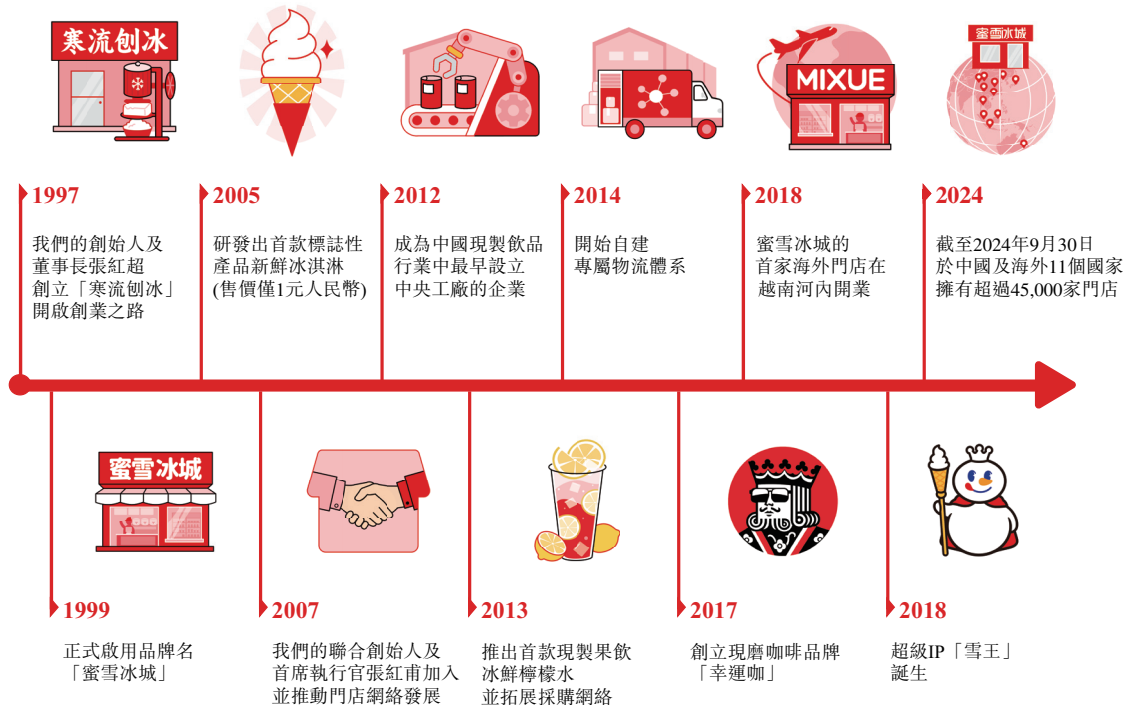 寒流刨冰
MIXUE
蜜雪冰城
1997
我們的創始人及
董事長張紅超
創立「寒流刨冰」
開啟創業之路
2005
研發出首款標誌性
產品新鮮冰淇淋
(售價僅1元人民幣)
2012
成為中國現製飲品
行業中最早設立
中央工廠的企業
2014
開始自建
專屬物流體系
2018
蜜雪冰城的
首家海外門店在
越南河內開業
2024
截至2024年9月30日
於中國及海外11個國家
擁有超過45,000家門店
蜜雪冰城
1999
正式啟用品牌名
「蜜雪冰城」
2007
我們的聯合創始人及
首席執行官張紅甫加入
並推動門店網絡發展
2013
推出首款現製果飲
冰鮮檸檬水
並拓展採購網絡
2017
創立現磨咖啡品牌
「幸運咖」
2018
超級IP「雪王」
誕生